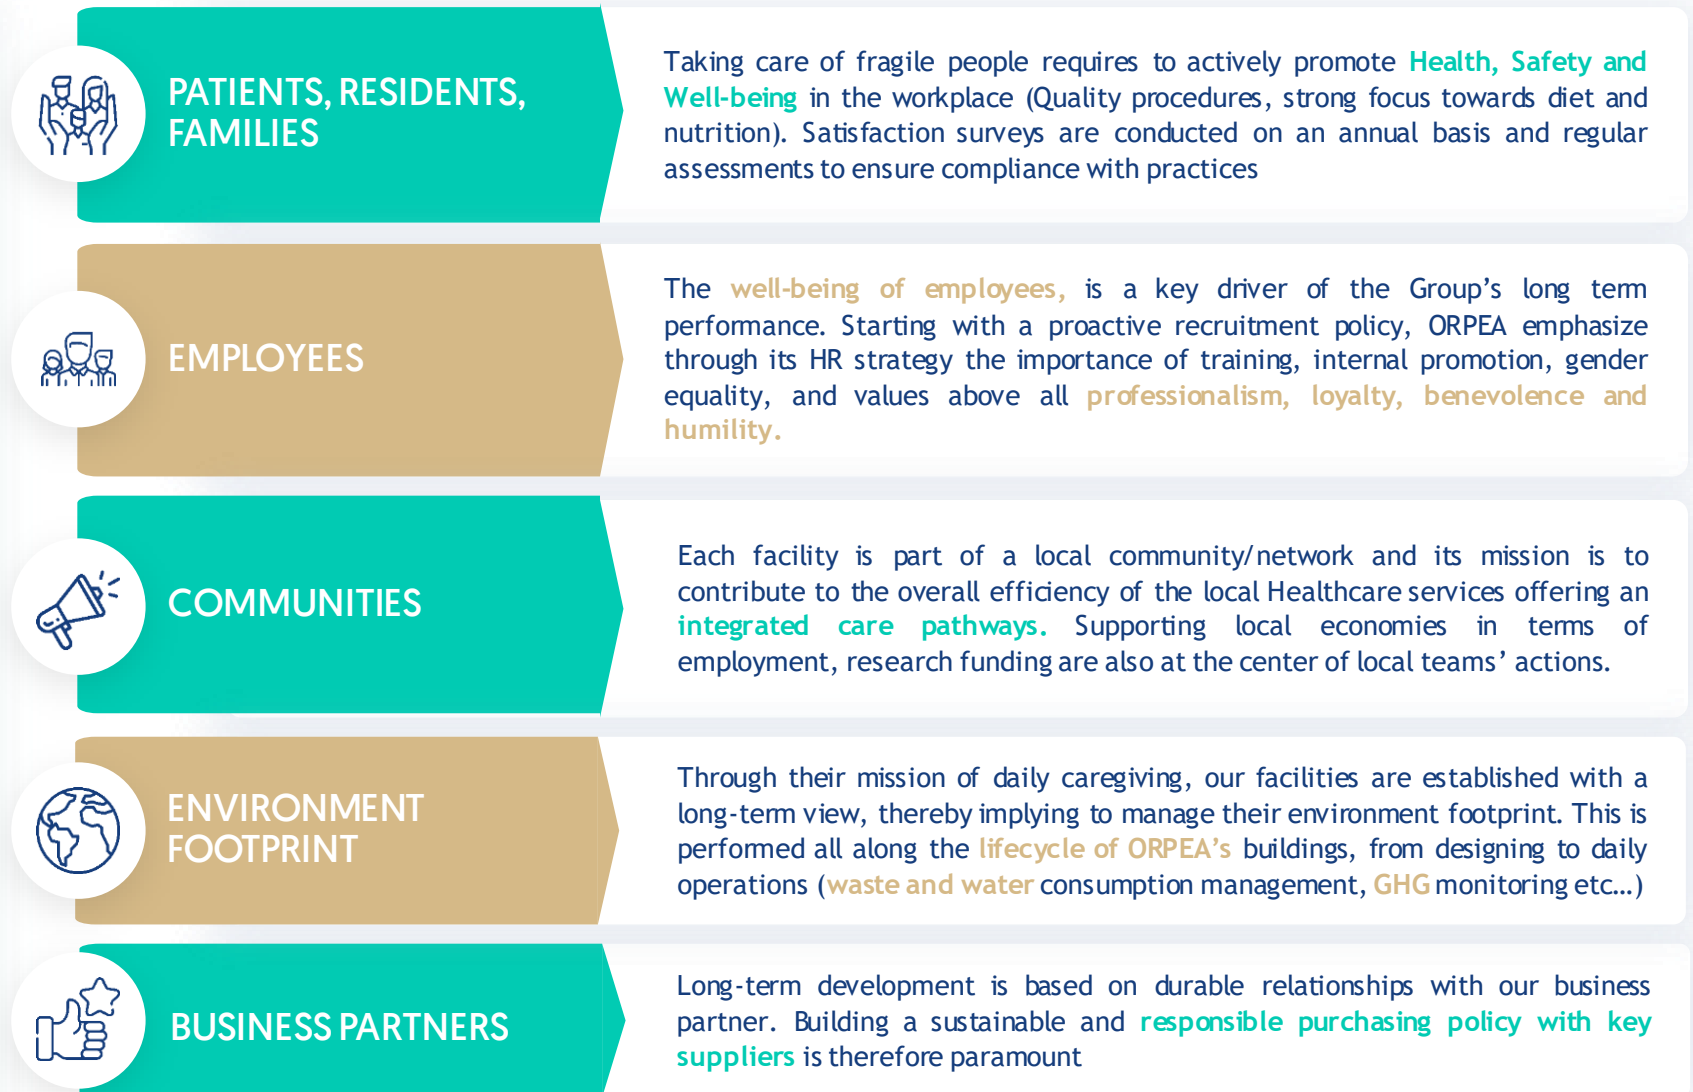 PATIENTS, RESIDENTS,
FAMILIES
Taking care of fragile people requires to actively promote Health, Safety and
Well-being in the workplace (Quality procedures, strong focus towards diet and
nutrition). Satisfaction surveys are conducted on an annual basis and regular
assessments to ensure compliance with practices
EMPLOYEES
The well-being of employees, is a key driver of the Group’s long term
performance. Starting with a proactive recruitment policy, ORPEA emphasize
through its HR strategy the importance of training, internal promotion, gender
equality, and values above all professionalism, loyalty, benevolence and
humility.
COMMUNITIES
Each facility is part of a local community/network and its mission is to
contribute to the overall efficiency of the local Healthcare services offering an
integrated care pathways. Supporting local economies in terms of
employment, research funding are also at the center of local teams’ actions.
ENVIRONMENT
FOOTPRINT
Through their mission of daily caregiving, our facilities are established with a
long-term view, thereby implying to manage their environment footprint. This is
performed all along the lifecycle of ORPEA’s buildings, from designing to daily
operations (waste and water consumption management, GHG monitoring etc…)
BUSINESS PARTNERS
Long-term development is based on durable relationships with our business
partner. Building a sustainable and responsible purchasing policy with key
suppliers is therefore paramount